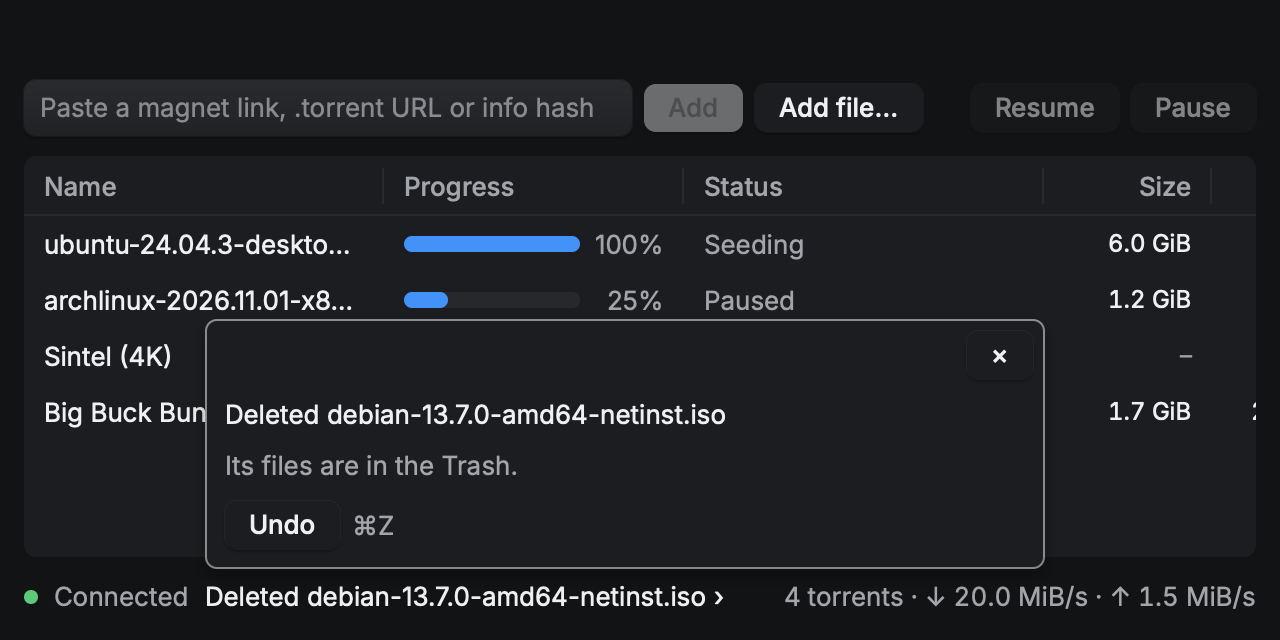 Paste a magnet link, .torrent URL or info hash Add Add file... Resume Pause
Name Progress Status Size
ubuntu-24.04.3-deskto... 100% Seeding 6.0 GiB
archlinux-2026.11.01-x8... 25% Paused 1.2 GiB
Sintel (4K) × –
Big Buck Bun 1.7 GiB
Deleted debian-13.7.0-amd64-netinst.iso
Its files are in the Trash.
Undo ⌘Z
Connected Deleted debian-13.7.0-amd64-netinst.iso › 4 torrents · ↓ 20.0 MiB/s · ↑ 1.5 MiB/s